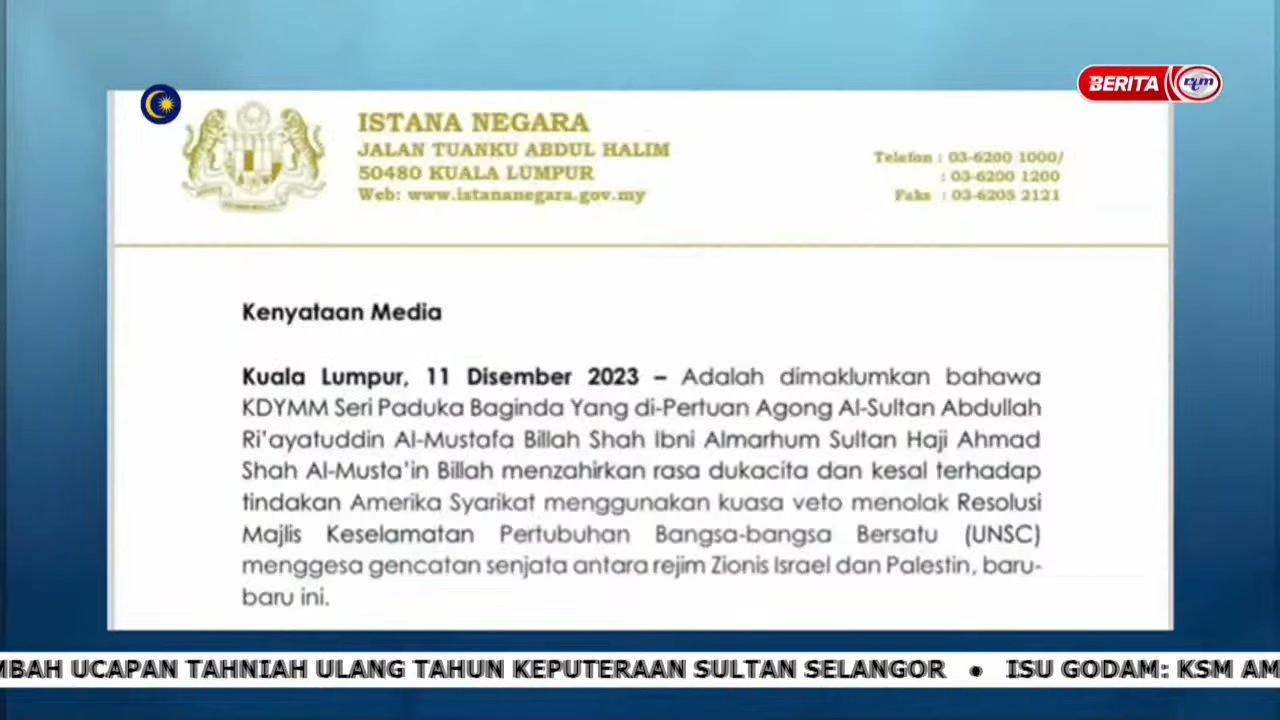 BERITA rtm
ISTANA NEGARA
JALAN TUANKU ABDUL HALIM
50480 KUALA LUMPUR
Web: www.istananegara.gov.my
Telefon : 03-6200 1000/
: 03-6200 1200
Faks : 03-6205 2121
Kenyataan Media
Kuala Lumpur, 11 Disember 2023 – Adalah dimaklumkan bahawa
KDYMM Seri Paduka Baginda Yang di-Pertuan Agong Al-Sultan Abdullah
Ri'ayatuddin Al-Mustafa Billah Shah Ibni Almarhum Sultan Haji Ahmad
Shah Al-Musta'in Billah menzahirkan rasa dukacita dan kesal terhadap
tindakan Amerika Syarikat menggunakan kuasa veto menolak Resolusi
Majlis Keselamatan Pertubuhan Bangsa-bangsa Bersatu (UNSC)
menggesa gencatan senjata antara rejim Zionis Israel dan Palestin, baru-
baru ini.
MBAH UCAPAN TAHNIAH ULANG TAHUN KEPUTERAAN SULTAN SELANGOR • ISU GODAM: KSM AM